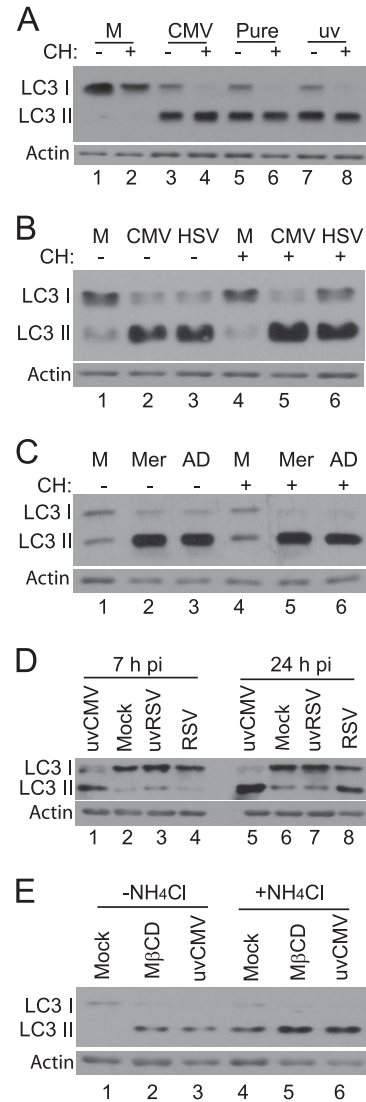 A
M CMV Pure uv
CH: - + - + - + - +
LC3 I
LC3 II
Actin
1 2 3 4 5 6 7 8
B
M CMV HSV M CMV HSV
CH: - - - + + +
LC3 I
LC3 II
Actin
1 2 3 4 5 6
C
M Mer AD M Mer AD
CH: - - - + + +
LC3 I
LC3 II
Actin
1 2 3 4 5 6
D
7 h pi 24 h pi
uvCMV Mock uvRSV RSV uvCMV Mock uvRSV RSV
LC3 I
LC3 II
Actin
1 2 3 4 5 6 7 8
E
-NH4Cl +NH4Cl
Mock MβCD uvCMV Mock MβCD uvCMV
LC3 I
LC3 II
Actin
1 2 3 4 5 6